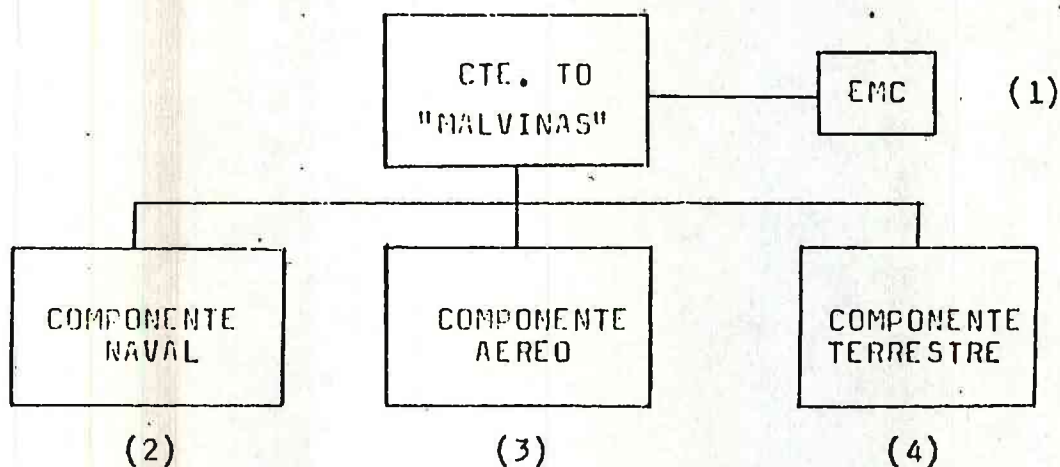 CTE. TO
"MALVINAS"
EMC
(1)
COMPONENTE
NAVAL
COMPONENTE
AEREO
COMPONENTE
TERRESTRE
(2)
(3)
(4)